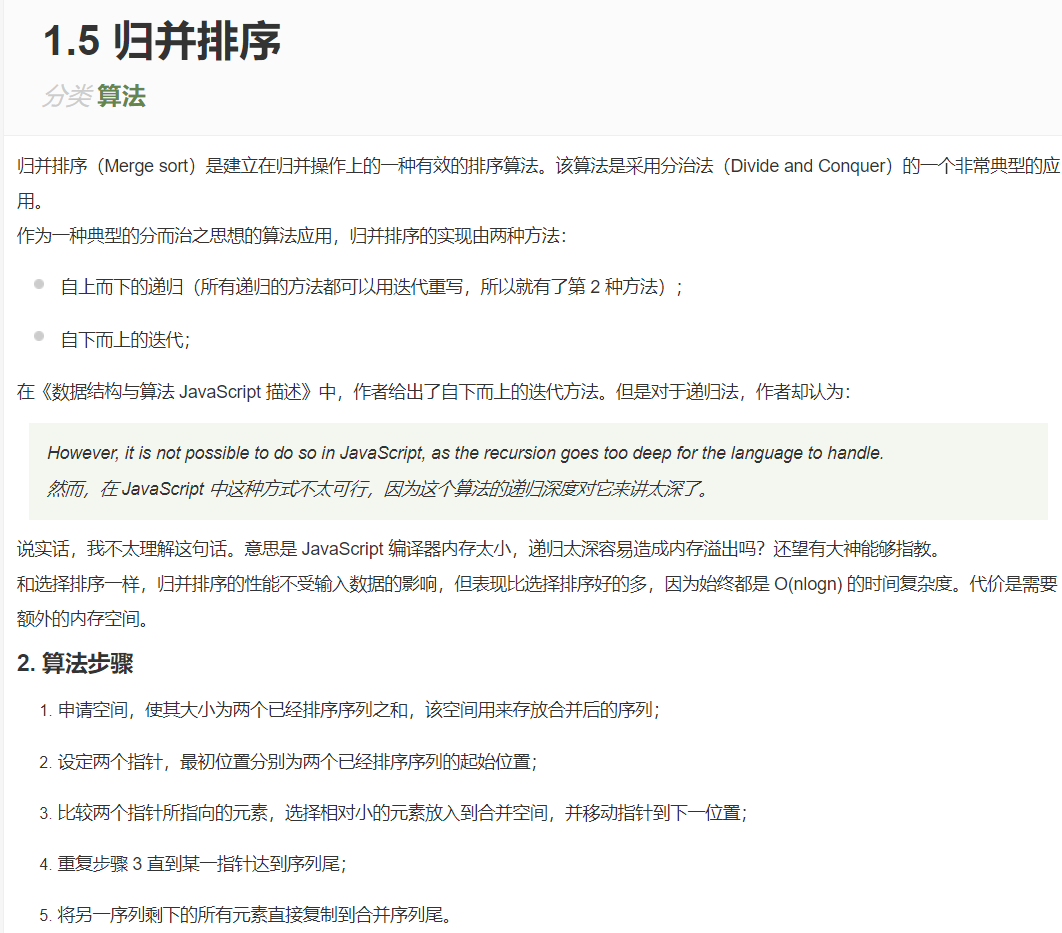 1.5 归并排序
分类 算法
归并排序（Merge sort）是建立在归并操作上的一种有效的排序算法。该算法是采用分治法（Divide and Conquer）的一个非常典型的应
用。
作为一种典型的分而治之思想的算法应用，归并排序的实现由两种方法：
自上而下的递归（所有递归的方法都可以用迭代重写，所以就有了第 2 种方法）；
自下而上的迭代；
在《数据结构与算法 JavaScript 描述》中，作者给出了自下而上的迭代方法。但是对于递归法，作者却认为：
However, it is not possible to do so in JavaScript, as the recursion goes too deep for the language to handle.
然而，在 JavaScript 中这种方式不太可行，因为这个算法的递归深度对它来讲太深了。
说实话，我不太理解这句话。意思是 JavaScript 编译器内存太小，递归太深容易造成内存溢出吗？还望有大神能够指教。
和选择排序一样，归并排序的性能不受输入数据的影响，但表现比选择排序好的多，因为始终都是 O(nlogn) 的时间复杂度。代价是需要
额外的内存空间。
2. 算法步骤
1. 申请空间，使其大小为两个已经排序序列之和，该空间用来存放合并后的序列；
2. 设定两个指针，最初位置分别为两个已经排序序列的起始位置；
3. 比较两个指针所指向的元素，选择相对小的元素放入到合并空间，并移动指针到下一位置；
4. 重复步骤 3 直到某一指针达到序列尾；
5. 将另一序列剩下的所有元素直接复制到合并序列尾。